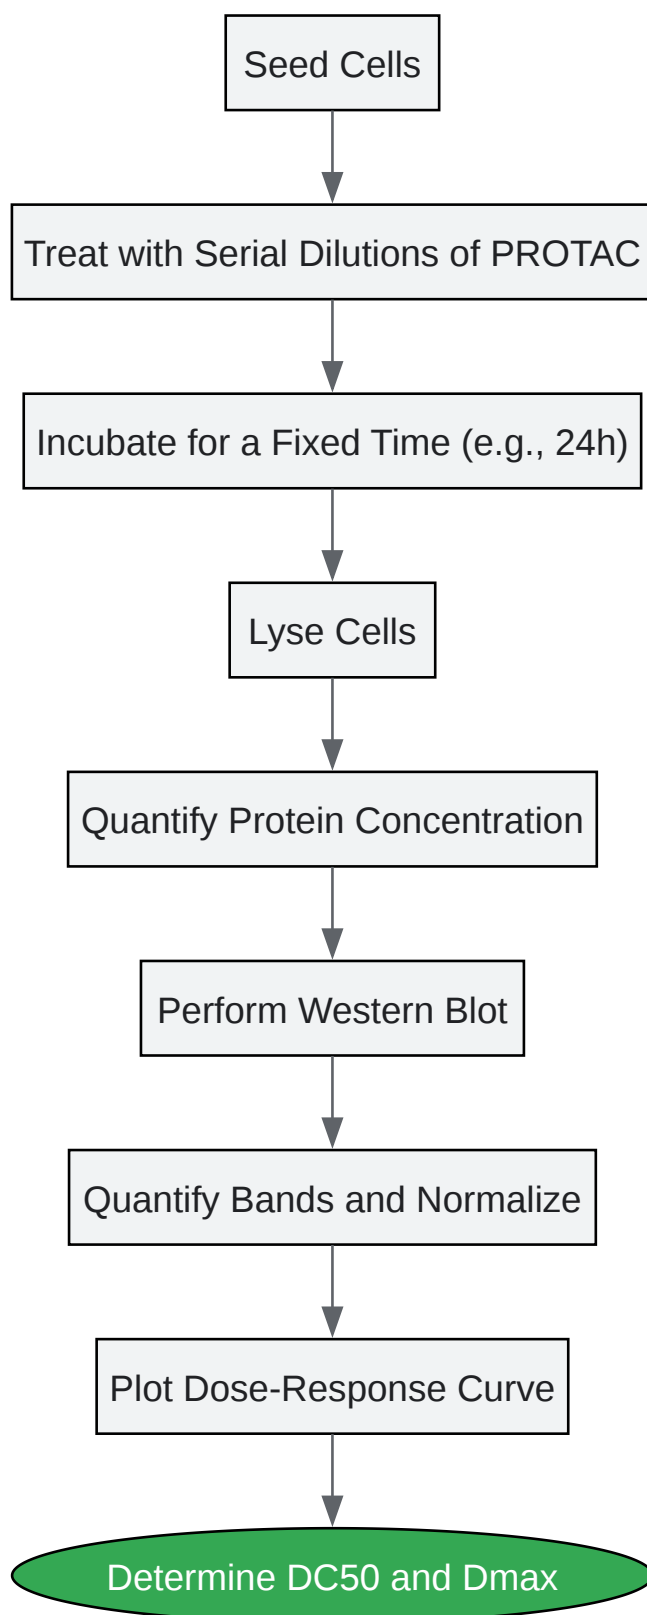 Seed Cells
Treat with Serial Dilutions of PROTAC
Incubate for a Fixed Time (e.g., 24h)
Lyse Cells
Quantify Protein Concentration
Perform Western Blot
Quantify Bands and Normalize
Plot Dose-Response Curve
Determine DC50 and Dmax